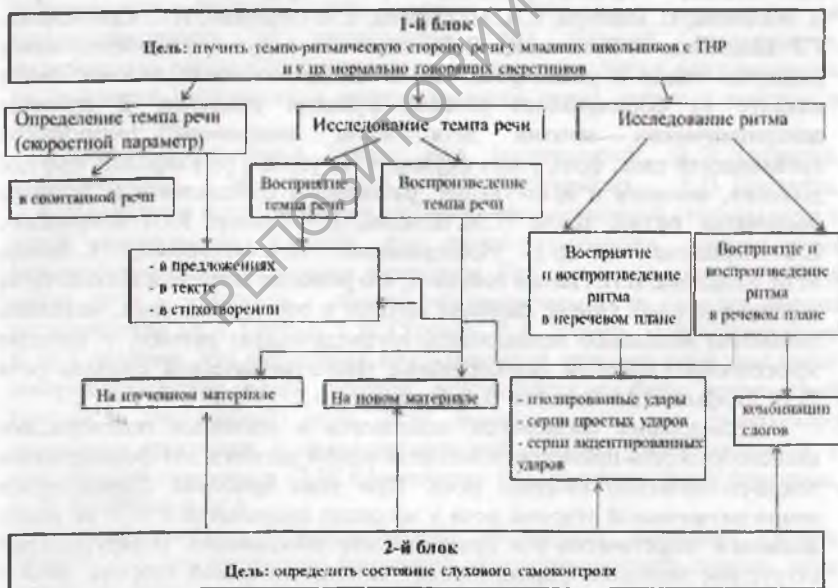 1-й блок
Цель: изучить темпо-ритмическую сторону речи у младших школьников с ТНР
и у их нормально говорящих сверстников
Определение темпа речи
(скоростной параметр)
Исследование темпа речи
Исследование ритма
в спонтанной речи
Восприятие
темпа речи
Воспроизведение
темпа речи
- в предложениях
- в тексте
- в стихотворении
Восприятие
и воспроизведение
ритма
в неречевом плане
Восприятие и
воспроизведение
ритма
в речевом плане
На изученном материале
На новом материале
- изолированные удары
- серии простых ударов
- серии акцентированных
ударов
комбинации
слогов
2-й блок
Цель: определить состояние слухового самоконтроля
РЕПОЗИТОРИЙ